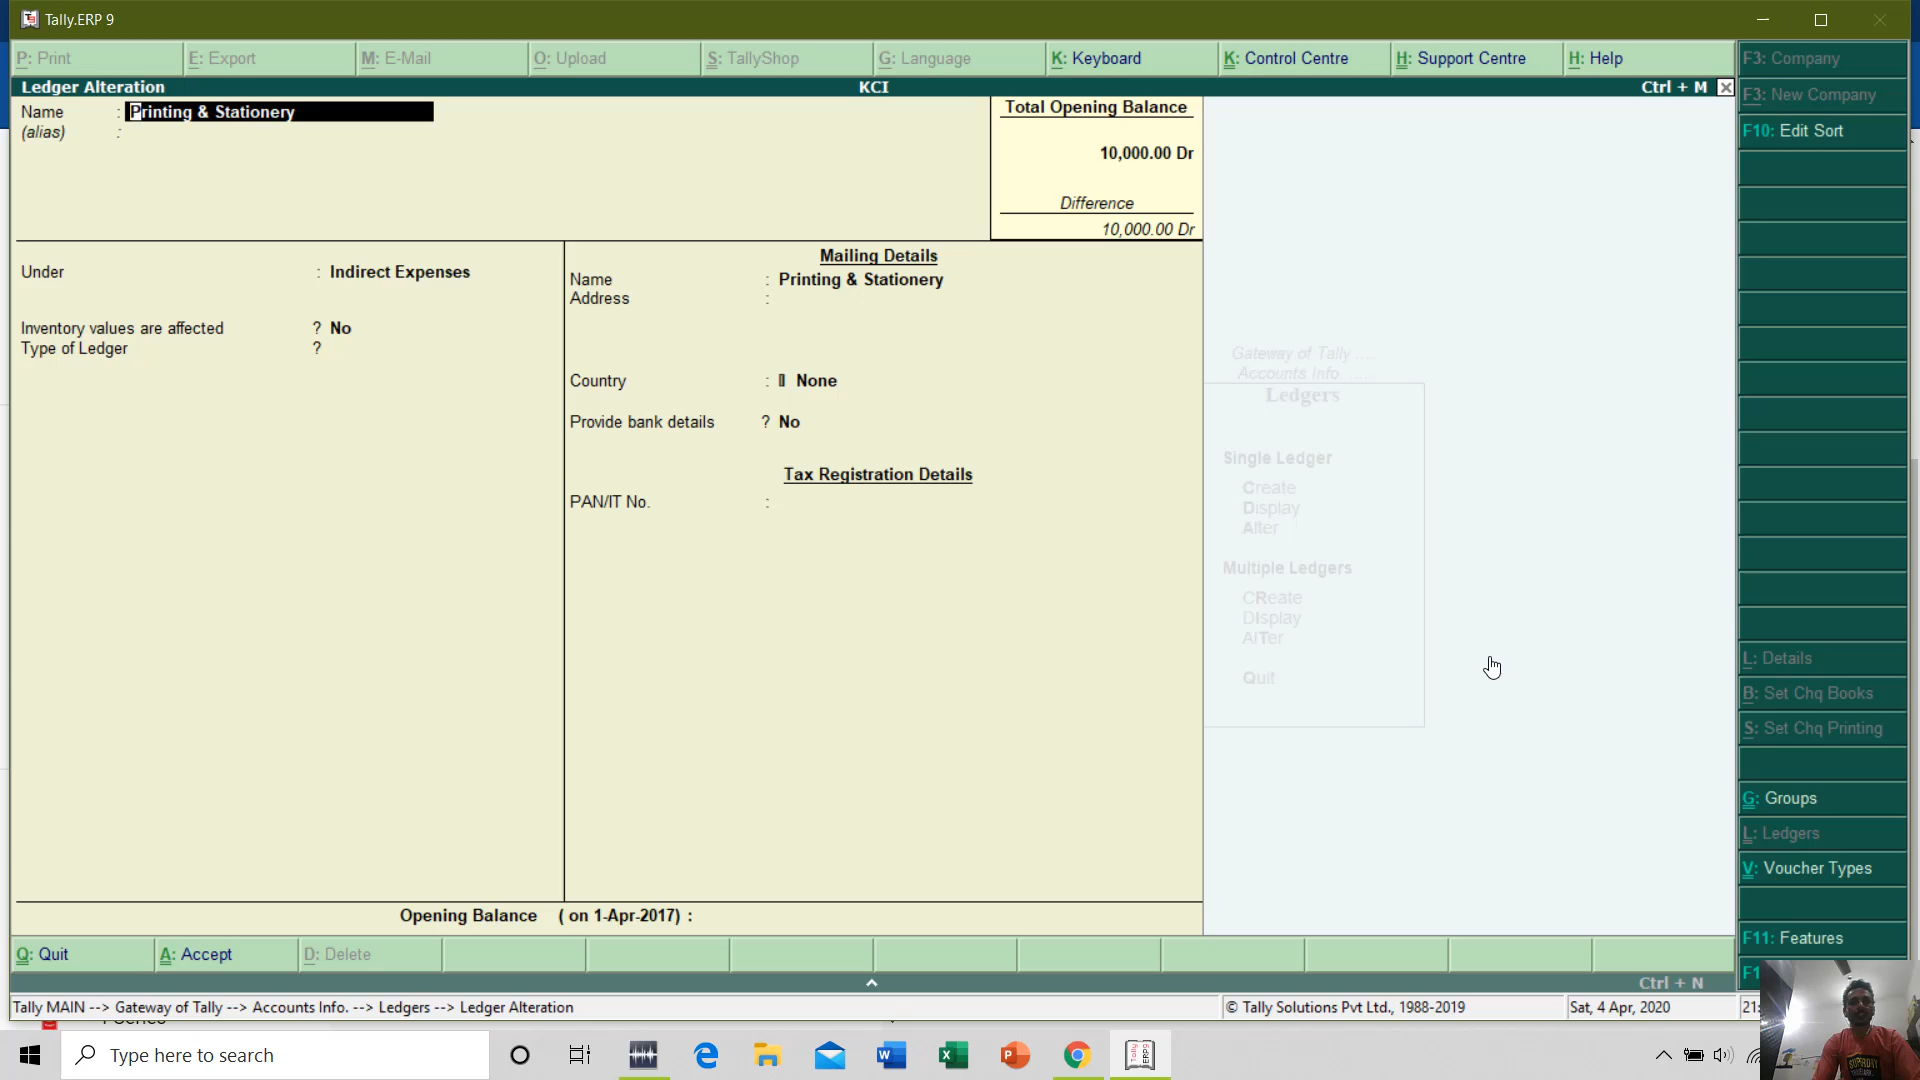 Tally.ERP 9
P: Print
E: Export
M: E-Mail
O: Upload
S: TallyShop
G: Language
K: Keyboard
K: Control Centre
H: Support Centre
H: Help
F3: Company
Ledger Alteration
KCI
Ctrl + M
F3: New Company
F10: Edit Sort
Name : Printing & Stationery
(alias) :
Total Opening Balance
10,000.00 Dr
Difference
10,000.00 Dr
Under : Indirect Expenses
Inventory values are affected ? No
Type of Ledger ?
Mailing Details
Name : Printing & Stationery
Address :
Country : None
Provide bank details ? No
Tax Registration Details
PAN/IT No. :
Gateway of Tally .....
Accounts Info. .....
Ledgers
Single Ledger
Create
Display
Alter
Multiple Ledgers
CReate
DIsplay
AlTer
Quit
L: Details
B: Set Chq Books
S: Set Chq Printing
G: Groups
L: Ledgers
V: Voucher Types
F11: Features
Opening Balance ( on 1-Apr-2017) :
Q: Quit
A: Accept
D: Delete
Ctrl + N
Tally MAIN --> Gateway of Tally --> Accounts Info. --> Ledgers --> Ledger Alteration
© Tally Solutions Pvt Ltd., 1988-2019
Sat, 4 Apr, 2020
Type here to search